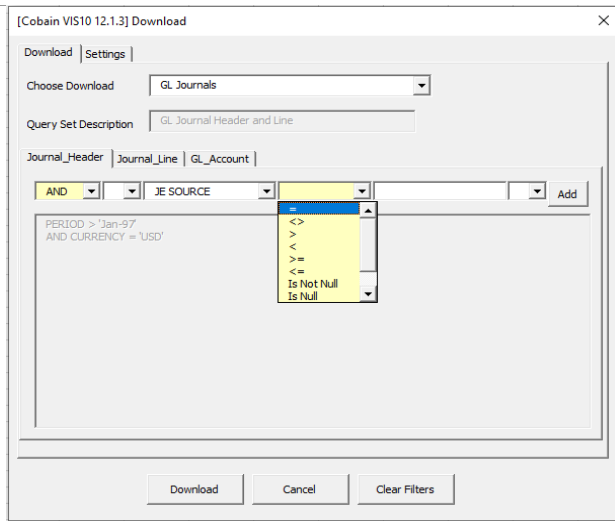 [Cobain VIS10 12.1.3] Download
Download Settings
Choose Download GL Journals
Query Set Description GL Journal Header and Line
Journal_Header Journal_Line GL_Account
AND JE SOURCE Add
=
<>
>
<
>=
<=
Is Not Null
Is Null
PERIOD > 'Jan-97'
AND CURRENCY = 'USD'
Download Cancel Clear Filters